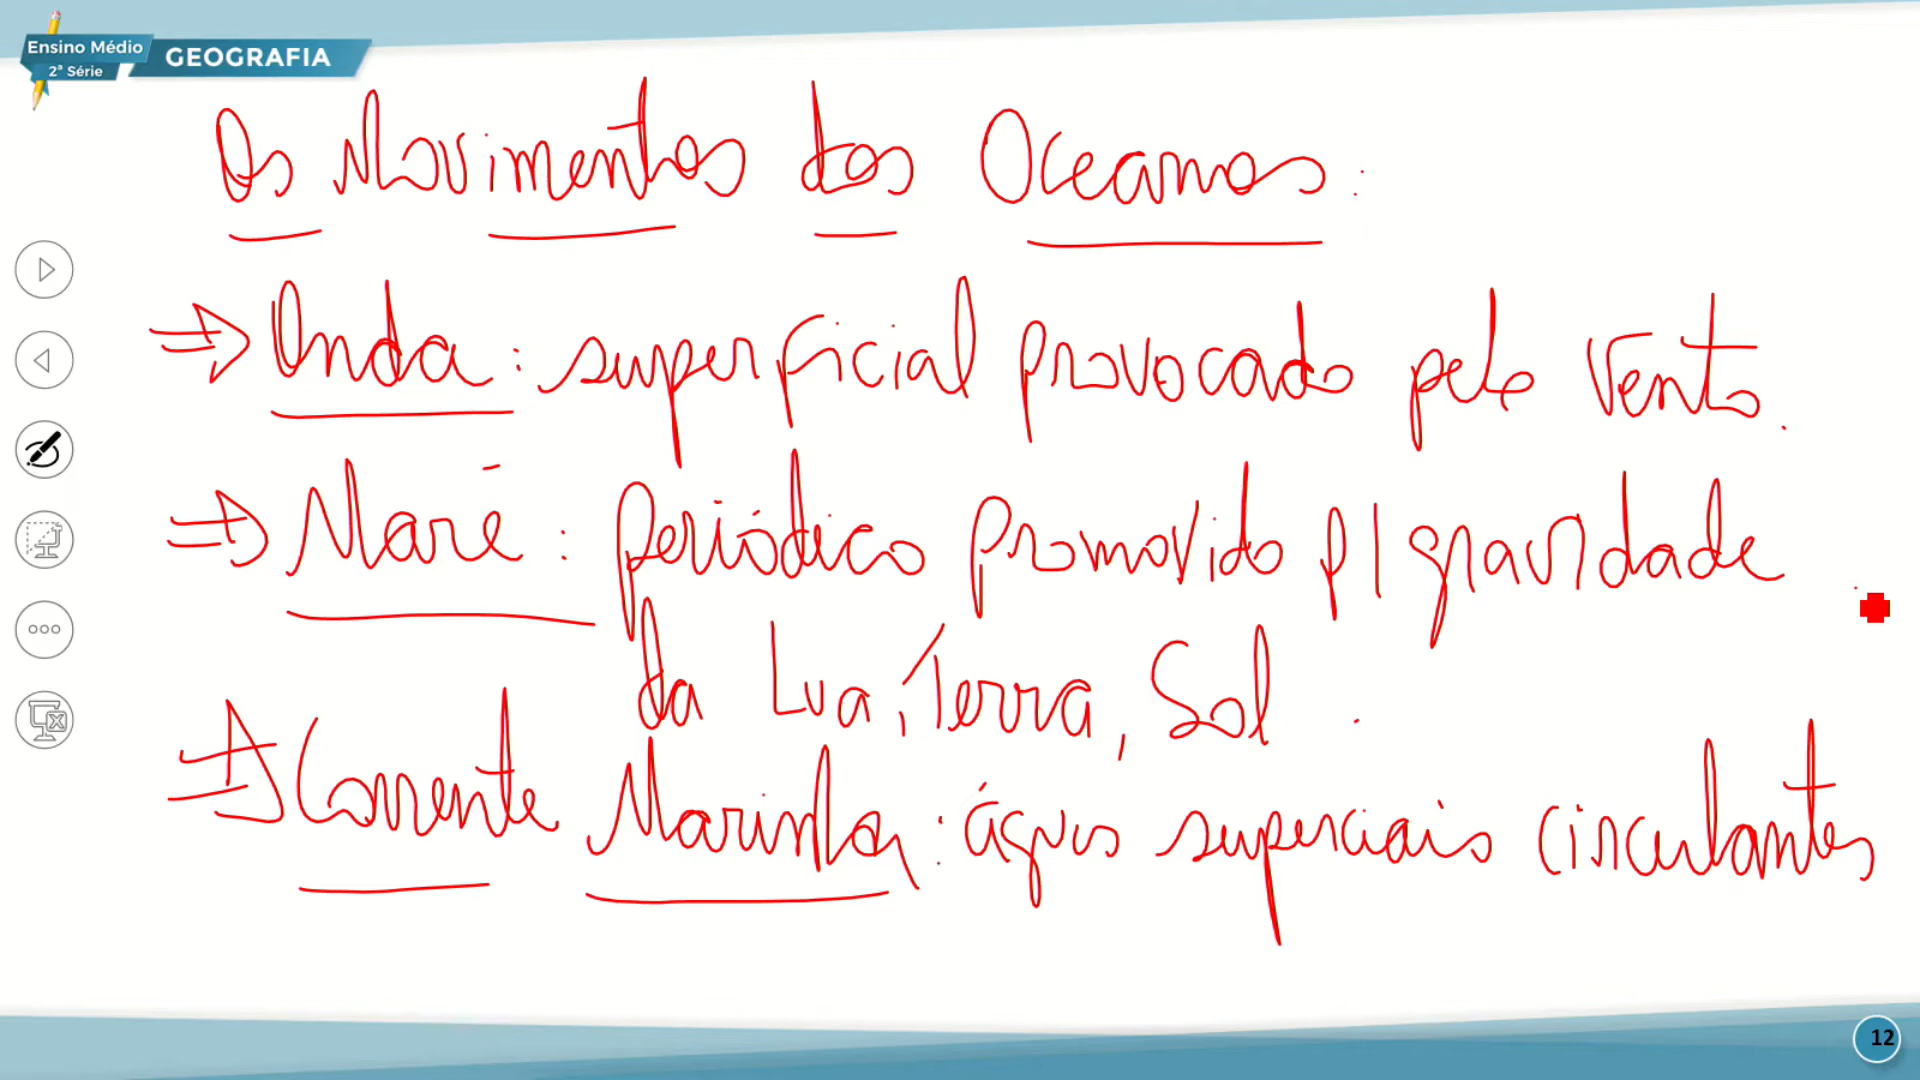 Ensino Médio
2ª Série
GEOGRAFIA
Os Movimentos dos Oceanos:
⇒ Onda: superficial provocado pelo vento.
⇒ Maré: periódico promovido p/ gravidade
da Lua, Terra, Sol.
⇒ Corrente Marinha: águas superciais circulantes
12